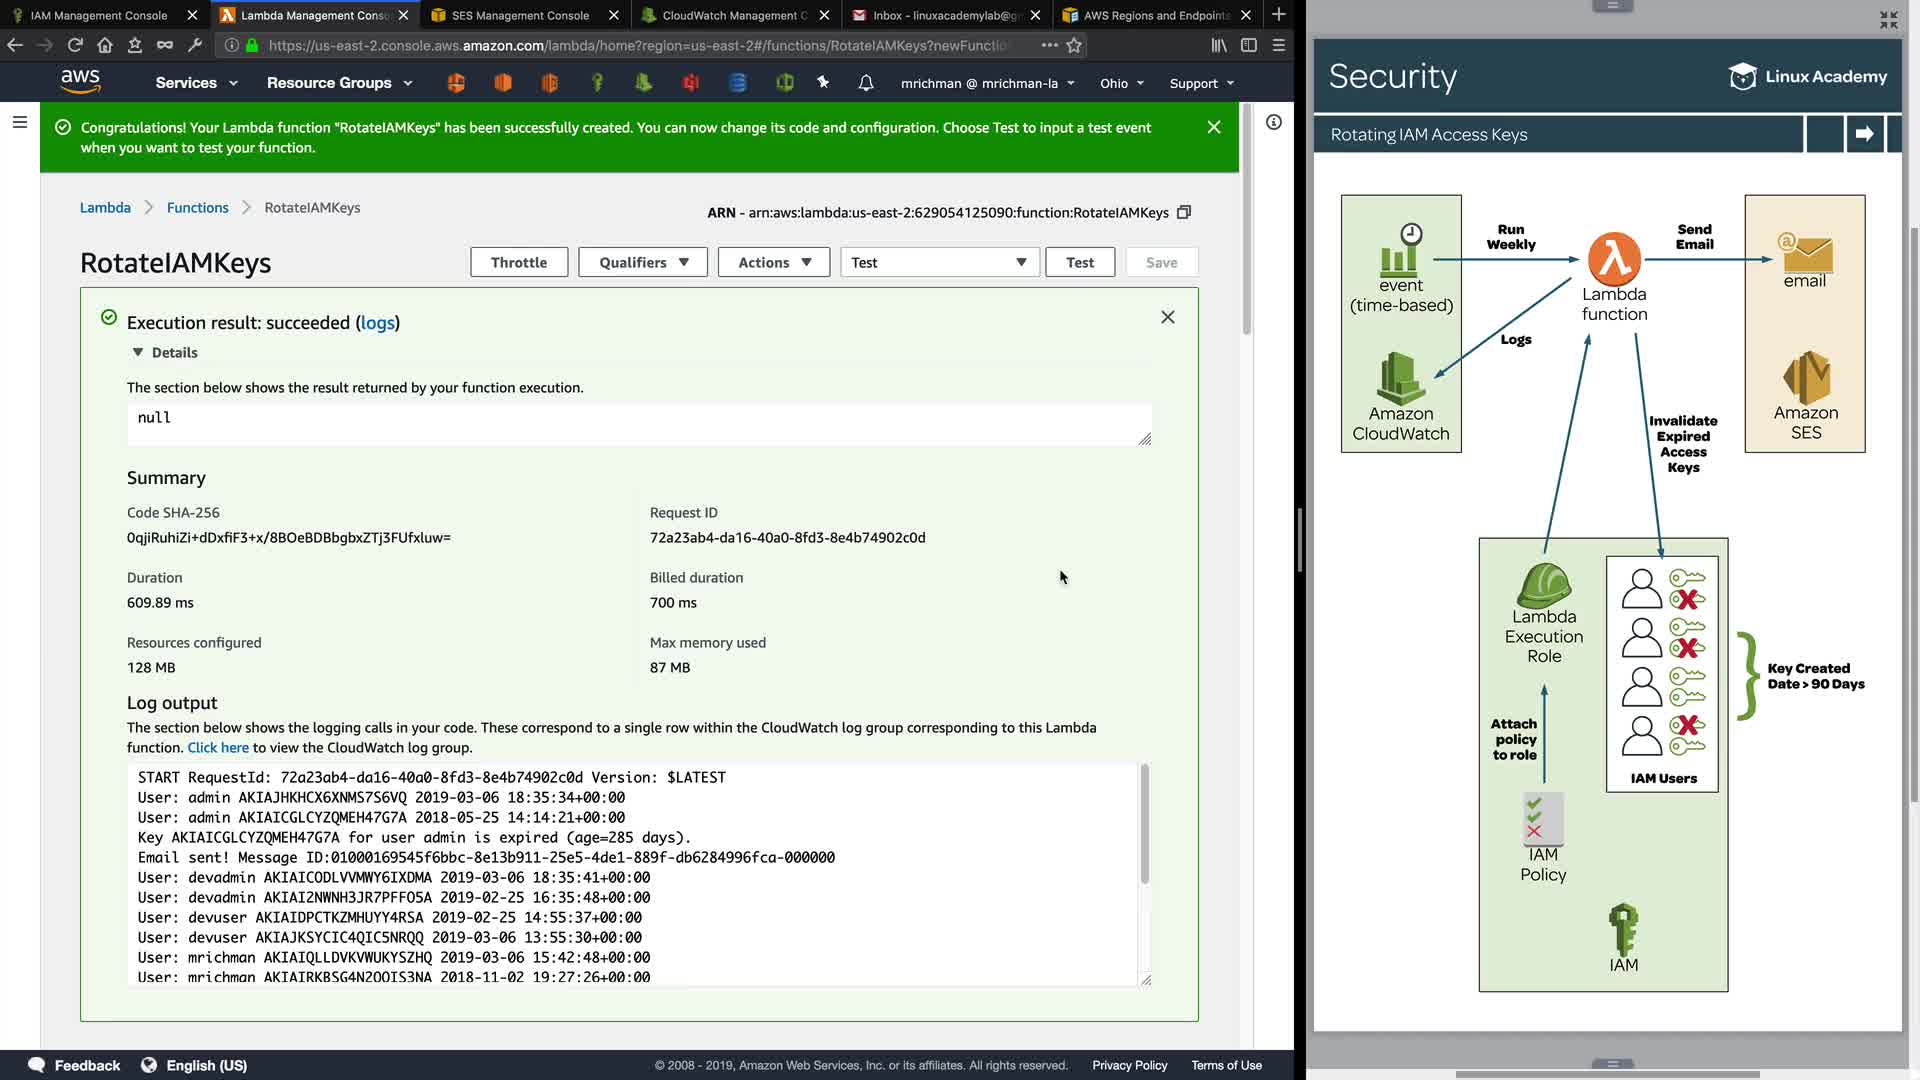 IAM Management Console
Lambda Management Conso
SES Management Console
CloudWatch Management C
Inbox - linuxacademylab@g
AWS Regions and Endpoints
https://us-east-2.console.aws.amazon.com/lambda/home?region=us-east-2#/functions/RotateIAMKeys?newFunctio
aws
Services
Resource Groups
mrichman @ mrichman-la
Ohio
Support
Congratulations! Your Lambda function "RotateIAMKeys" has been successfully created. You can now change its code and configuration. Choose Test to input a test event
when you want to test your function.
Lambda
Functions
RotateIAMKeys
ARN - arn:aws:lambda:us-east-2:629054125090:function:RotateIAMKeys
RotateIAMKeys
Throttle
Qualifiers
Actions
Test
Test
Save
Execution result: succeeded (logs)
Details
The section below shows the result returned by your function execution.
null
Summary
Code SHA-256
0qjiRuhiZi+dDxfiF3+x/8BOeBDBbgbxZTj3FUfxluw=
Request ID
72a23ab4-da16-40a0-8fd3-8e4b74902c0d
Duration
609.89 ms
Billed duration
700 ms
Resources configured
128 MB
Max memory used
87 MB
Log output
The section below shows the logging calls in your code. These correspond to a single row within the CloudWatch log group corresponding to this Lambda
function. Click here to view the CloudWatch log group.
START RequestId: 72a23ab4-da16-40a0-8fd3-8e4b74902c0d Version: $LATEST
User: admin AKIAJHKHCX6XNMS7S6VQ 2019-03-06 18:35:34+00:00
User: admin AKIAICGLCYZQMEH47G7A 2018-05-25 14:14:21+00:00
Key AKIAICGLCYZQMEH47G7A for user admin is expired (age=285 days).
Email sent! Message ID:01000169545f6bbc-8e13b911-25e5-4de1-889f-db6284996fca-000000
User: devadmin AKIAICODLVVMWY6IXDMA 2019-03-06 18:35:41+00:00
User: devadmin AKIAI2NWNH3JR7PFFO5A 2019-02-25 16:35:48+00:00
User: devuser AKIAIDPCTKZMHUYY4RSA 2019-02-25 14:55:37+00:00
User: devuser AKIAJKSYCIC4QIC5NRQQ 2019-03-06 13:55:30+00:00
User: mrichman AKIAIQLLDVKVWUKYSZHQ 2019-03-06 15:42:48+00:00
User: mrichman AKIAIRKBSG4N2OOIS3NA 2018-11-02 19:27:26+00:00
Feedback
English (US)
© 2008 - 2019, Amazon Web Services, Inc. or its affiliates. All rights reserved.
Privacy Policy
Terms of Use
Security
Linux Academy
Rotating IAM Access Keys
event
(time-based)
Amazon
CloudWatch
Run
Weekly
Logs
Lambda
function
Send
Email
email
Amazon
SES
Invalidate
Expired
Access
Keys
Lambda
Execution
Role
Attach
policy
to role
IAM
Policy
IAM Users
Key Created
Date > 90 Days
IAM